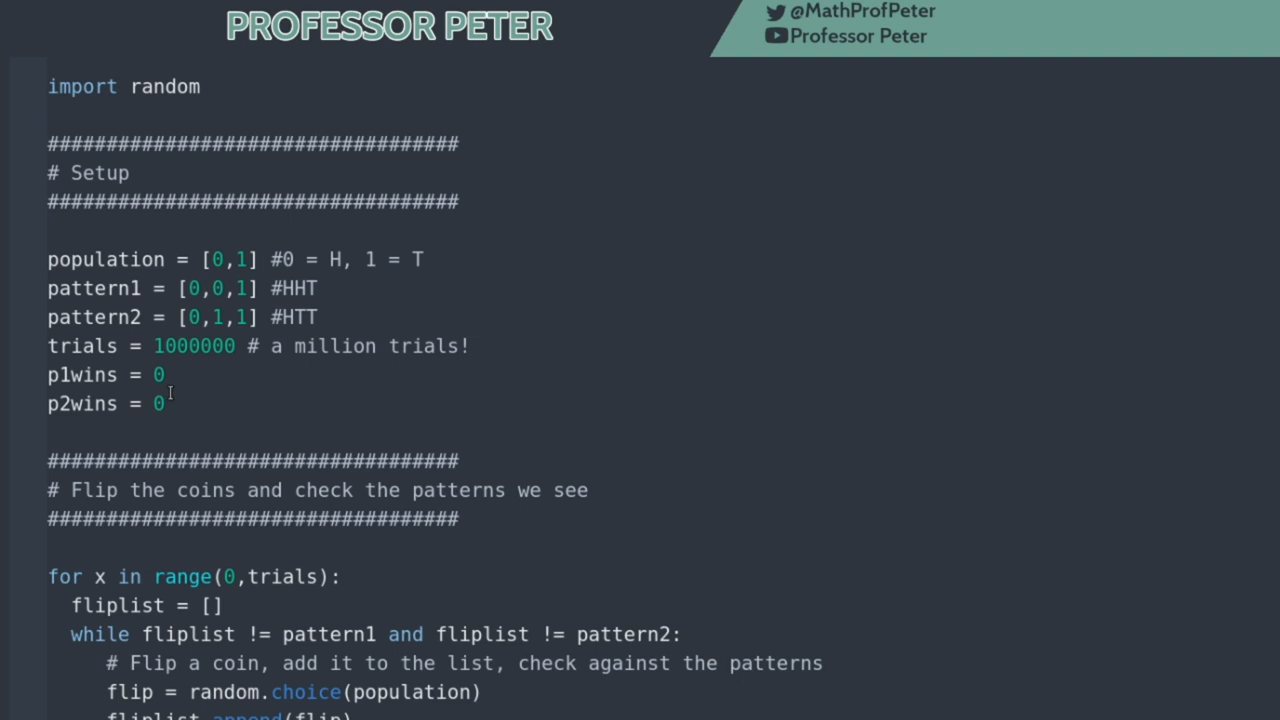 PROFESSOR PETER
@MathProfPeter
Professor Peter
import random
###################################
# Setup
###################################
population = [0,1] #0 = H, 1 = T
pattern1 = [0,0,1] #HHT
pattern2 = [0,1,1] #HTT
trials = 1000000 # a million trials!
p1wins = 0
p2wins = 0
###################################
# Flip the coins and check the patterns we see
###################################
for x in range(0,trials):
fliplist = []
while fliplist != pattern1 and fliplist != pattern2:
# Flip a coin, add it to the list, check against the patterns
flip = random.choice(population)
fliplist.append(flip)